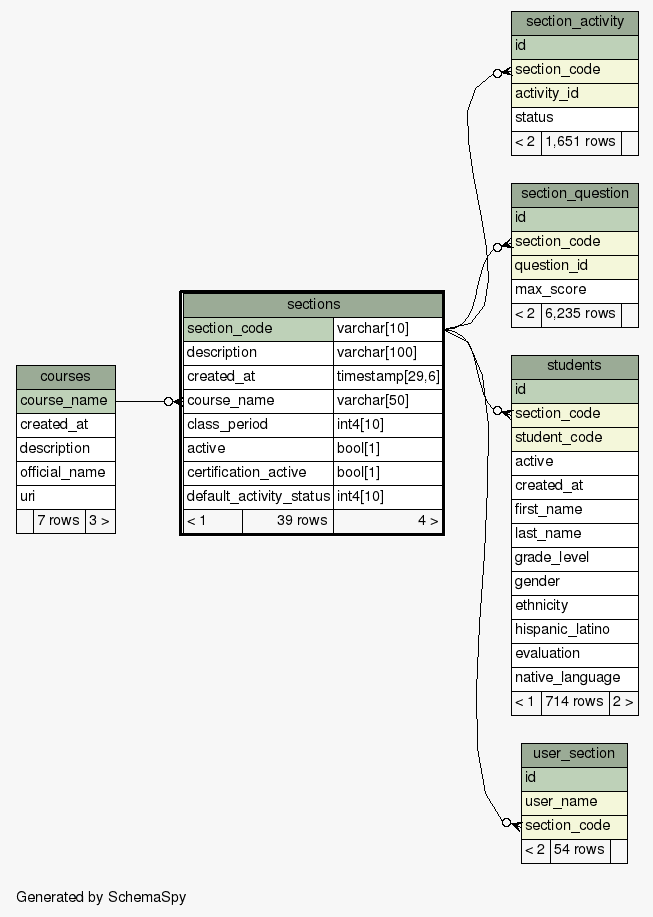 section_activity
id
section_code
activity_id
status
< 2 1,651 rows
section_question
id
section_code
question_id
max_score
< 2 6,235 rows
sections
section_code varchar[10]
description varchar[100]
created_at timestamp[29,6]
course_name varchar[50]
class_period int4[10]
active bool[1]
certification_active bool[1]
default_activity_status int4[10]
< 1 39 rows 4 >
courses
course_name
created_at
description
official_name
uri
7 rows 3 >
students
id
section_code
student_code
active
created_at
first_name
last_name
grade_level
gender
ethnicity
hispanic_latino
evaluation
native_language
< 1 714 rows 2 >
user_section
id
user_name
section_code
< 2 54 rows
Generated by SchemaSpy